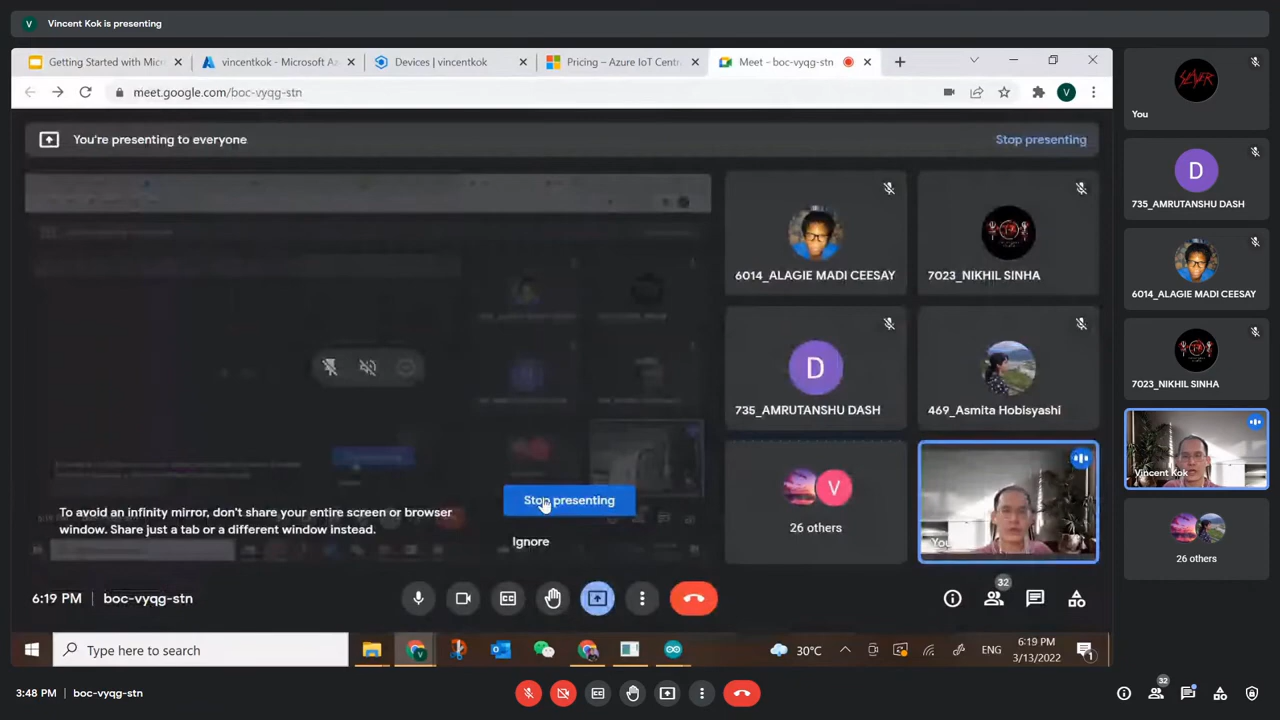 V Vincent Kok is presenting
Getting Started with Micr
vincentkok - Microsoft Az
Devices | vincentkok
Pricing – Azure IoT Centr
Meet – boc-vyqg-stn
meet.google.com/boc-vyqg-stn
V
You're presenting to everyone
Stop presenting
6014_ALAGIE MADI CEESAY
7023_NIKHIL SINHA
D
735_AMRUTANSHU DASH
469_Asmita Hobisyashi
V
26 others
You
To avoid an infinity mirror, don't share your entire screen or browser
window. Share just a tab or a different window instead.
Stop presenting
Ignore
6:19 PM | boc-vyqg-stn
32
Type here to search
30°C
ENG
6:19 PM
3/13/2022
1
SLAYER
You
D
735_AMRUTANSHU DASH
6014_ALAGIE MADI CEESAY
7023_NIKHIL SINHA
Vincent Kok
26 others
3:48 PM | boc-vyqg-stn
32